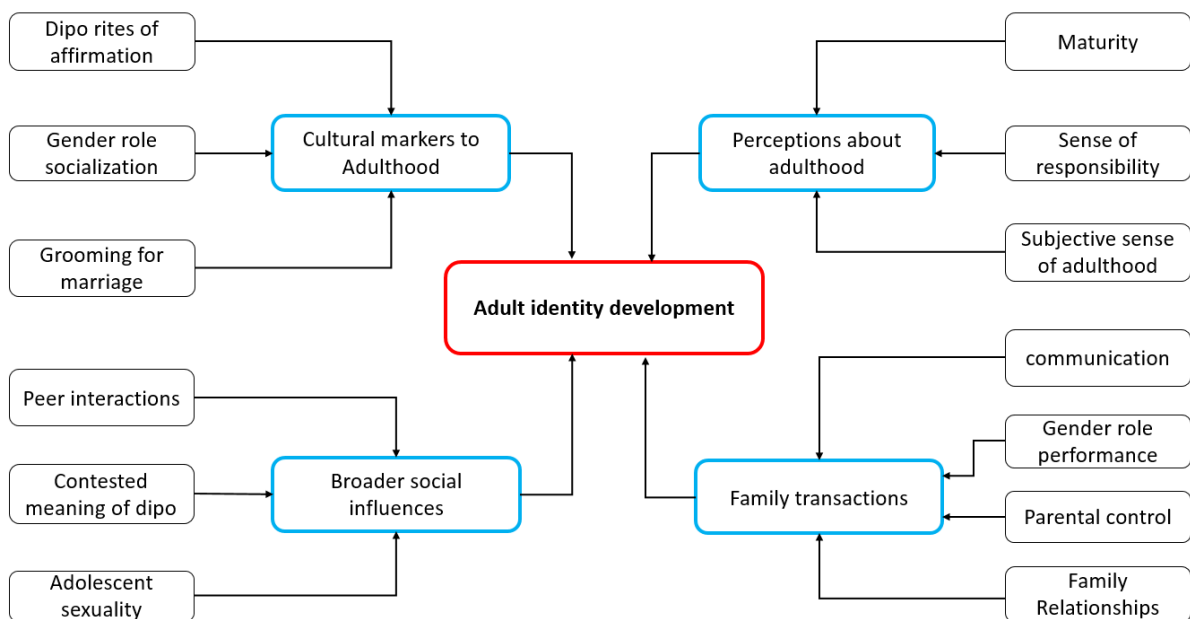 Dipo rites of
affirmation
Gender role
socialization
Grooming for
marriage
Cultural markers to
Adulthood
Perceptions about
adulthood
Maturity
Sense of
responsibility
Subjective sense
of adulthood
Adult identity development
Peer interactions
Contested
meaning of dipo
Adolescent
sexuality
Broader social
influences
Family transactions
communication
Gender role
performance
Parental control
Family
Relationships